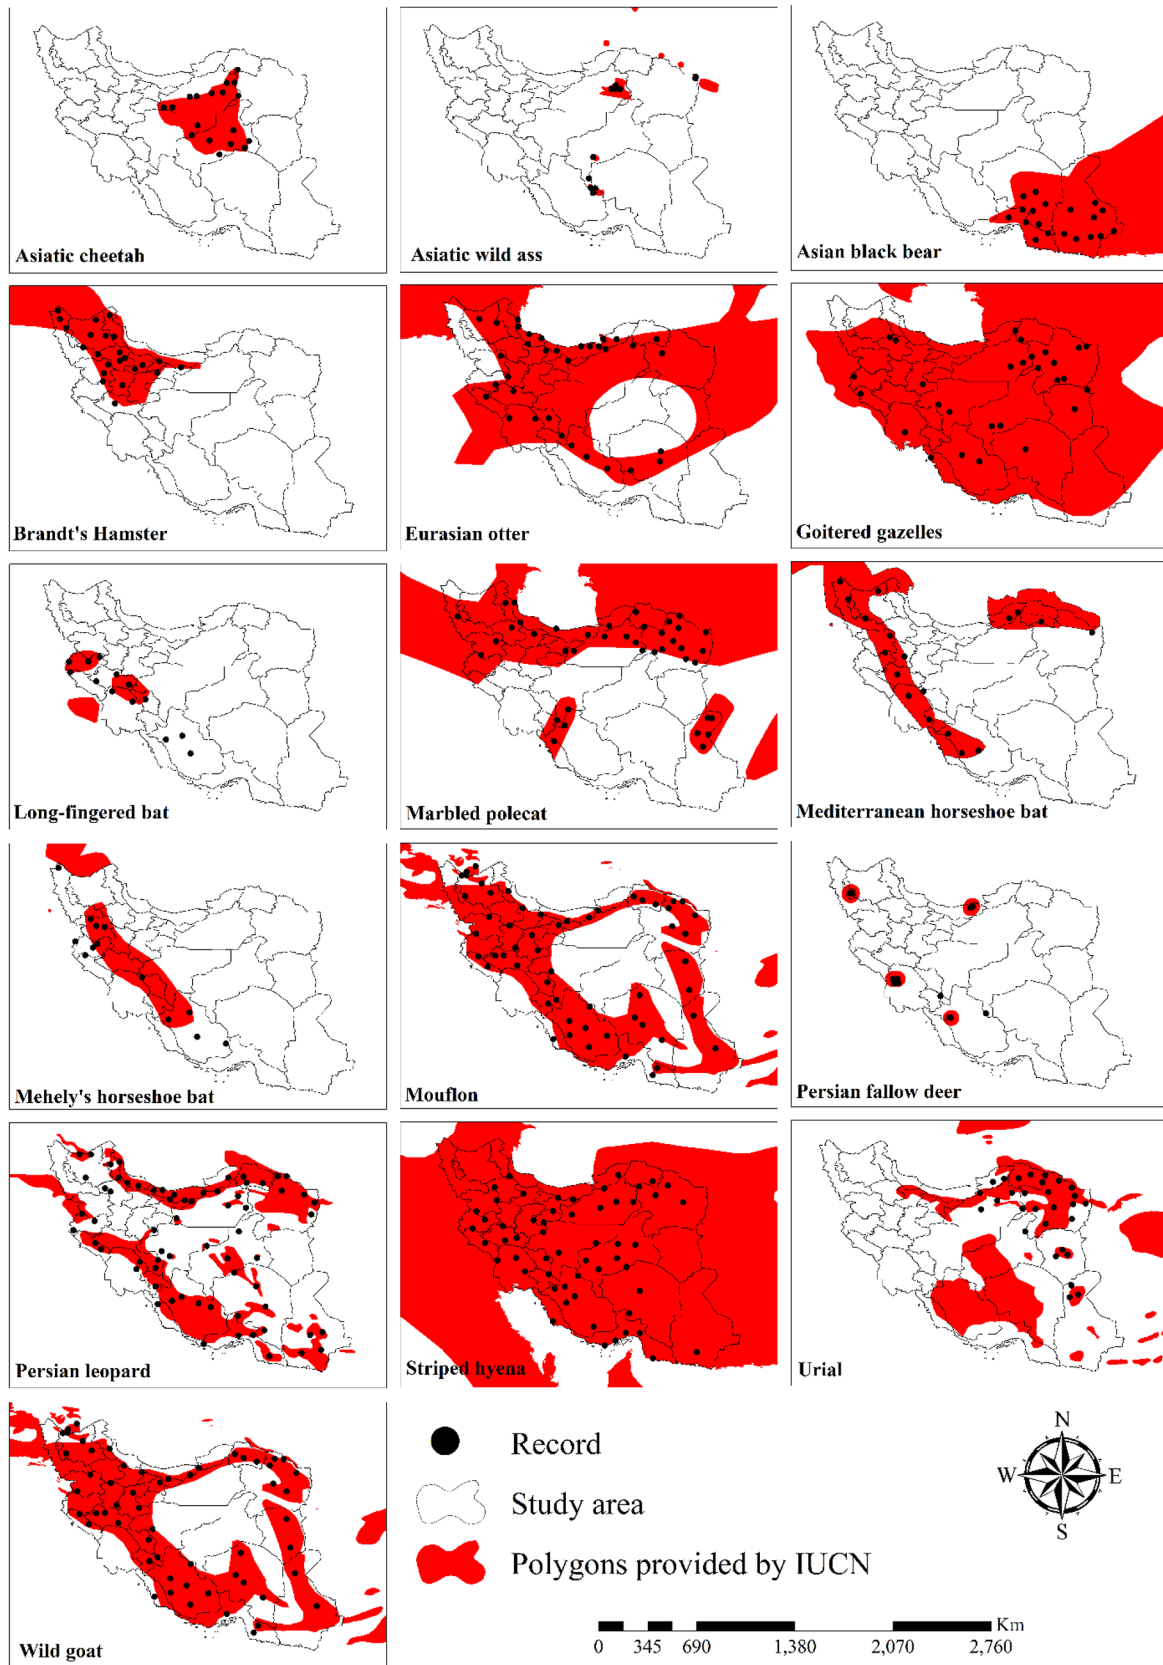 Asiatic cheetah
Asiatic wild ass
Asian black bear
Brandt's Hamster
Eurasian otter
Goitered gazelles
Long-fingered bat
Marbled polecat
Mediterranean horseshoe bat
Mehely's horseshoe bat
Mouflon
Persian fallow deer
Persian leopard
Striped hyena
Urial
Wild goat
Record
Study area
Polygons provided by IUCN
N
W E
S
Km
0 345 690 1,380 2,070 2,760